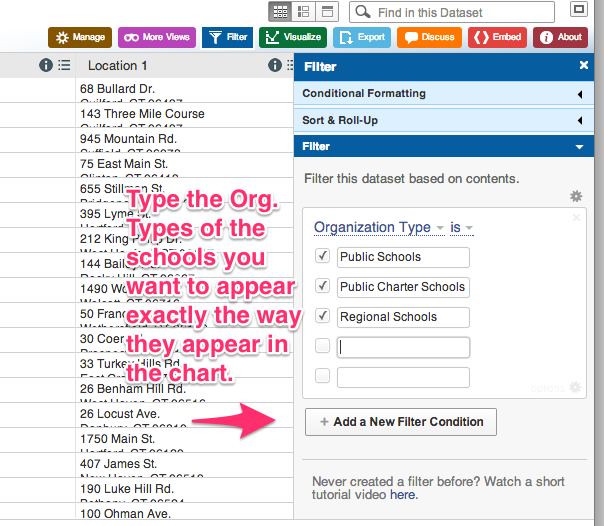 Find in this Dataset
Manage
More Views
Filter
Visualize
Export
Discuss
Embed
About
Location 1
68 Bullard Dr.
143 Three Mile Course
945 Mountain Rd.
75 East Main St.
655 Stillman St.
395 Lyme St.
212 King
144 Bailey
1490
50
30
33 Turkey Hills Rd.
26 Benham Hill Rd.
26 Locust Ave.
1750 Main St.
407 James St.
190 Luke Hill Rd.
100 Ohman Ave.
Type the Org.
Types of the
schools you
want to appear
exactly the way
they appear in
the chart.
Filter
Conditional Formatting
Sort & Roll-Up
Filter
Filter this dataset based on contents.
Organization Type is
Public Schools
Public Charter Schools
Regional Schools
options
+ Add a New Filter Condition
Never created a filter before? Watch a short
tutorial video here.